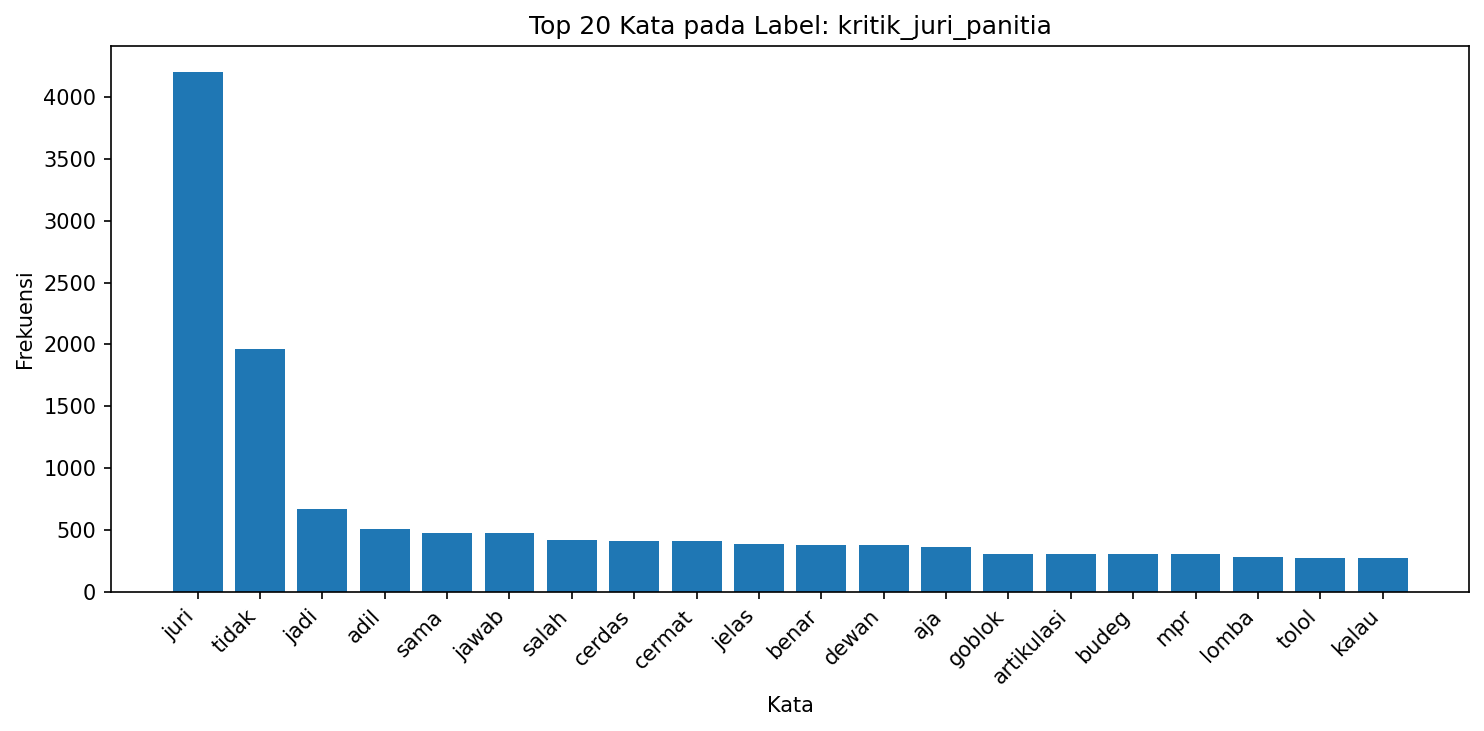 Top 20 Kata pada Label: kritik_juri_panitia
Frekuensi
4000
3500
3000
2500
2000
1500
1000
500
0
juri
tidak
jadi
adil
sama
jawab
salah
cerdas
cermat
jelas
benar
dewan
aja
goblok
artikulasi
budeg
mpr
lomba
tolol
kalau
Kata